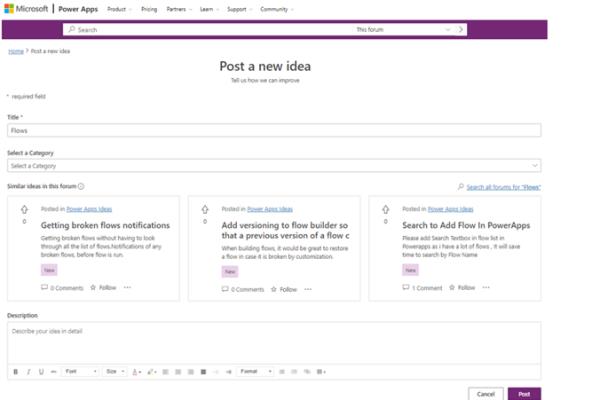 Microsoft | Power Apps Product Pricing Partners Learn Support Community
Search This forum
Home > Post a new idea
Post a new idea
Tell us how we can improve
* required field
Title *
Flows
Select a Category
Select a Category
Similar ideas in this forum
Search all forums for "Flows"
Posted in Power Apps Ideas
0
Getting broken flows notifications
Getting broken flows without having to look
through at the list of flows.Notifications of any
broken flows, before flow is run.
New
0 Comments Follow ...
Posted in Power Apps Ideas
0
Add versioning to flow builder so
that a previous version of a flow c
When building flows, it would be great to restore
a flow in case it is broken by customization.
New
0 Comments Follow ...
Posted in Power Apps Ideas
0
Search to Add Flow In PowerApps
Please add Search Textbox in flow list in
Powerapps as i have a lot of flows , it will save
time to search by Flow Name
New
1 Comment Follow ...
Description
Describe your idea in detail
B I U abc Font Size A Format
Cancel Post